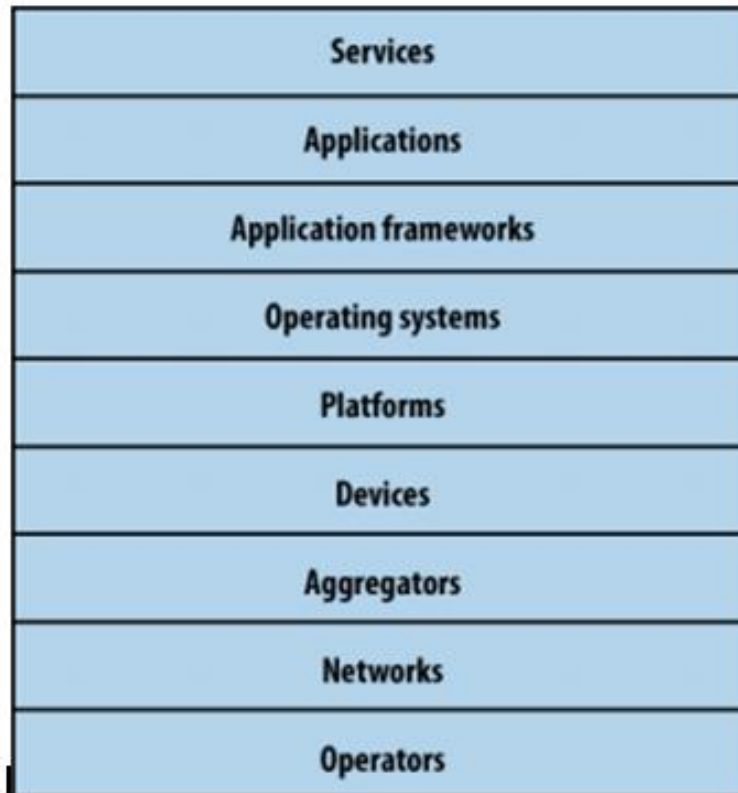 Services
Applications
Application frameworks
Operating systems
Platforms
Devices
Aggregators
Networks
Operators